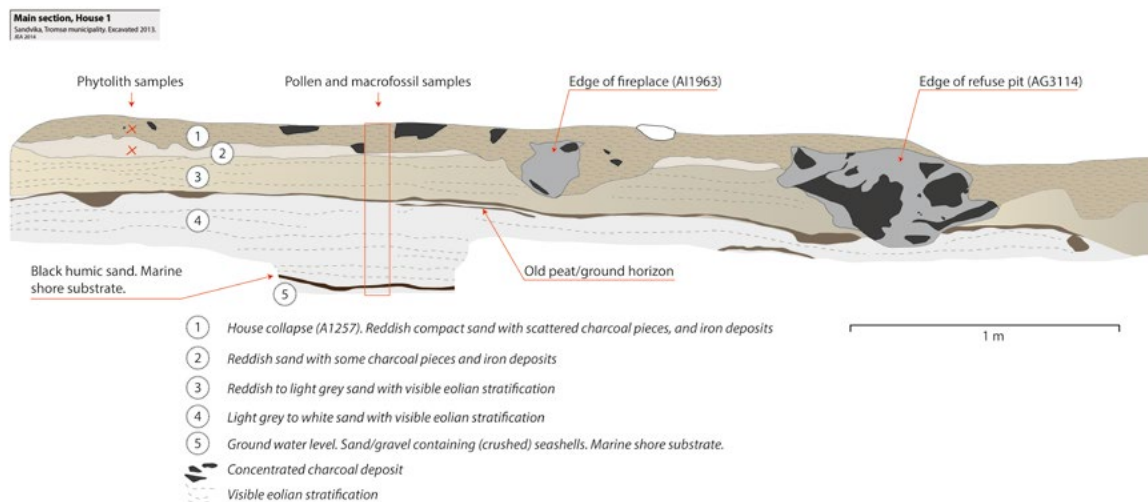 Main section, House 1
Sandvika, Tromsø municipality. Excavated 2013.
JEA 2014
Phytolith samples
Pollen and macrofossil samples
Edge of fireplace (AI1963)
Edge of refuse pit (AG3114)
1
2
3
4
Black humic sand. Marine
shore substrate.
5
Old peat/ground horizon
1 m
1 House collapse (A1257). Reddish compact sand with scattered charcoal pieces, and iron deposits
2 Reddish sand with some charcoal pieces and iron deposits
3 Reddish to light grey sand with visible eolian stratification
4 Light grey to white sand with visible eolian stratification
5 Ground water level. Sand/gravel containing (crushed) seashells. Marine shore substrate.
Concentrated charcoal deposit
Visible eolian stratification